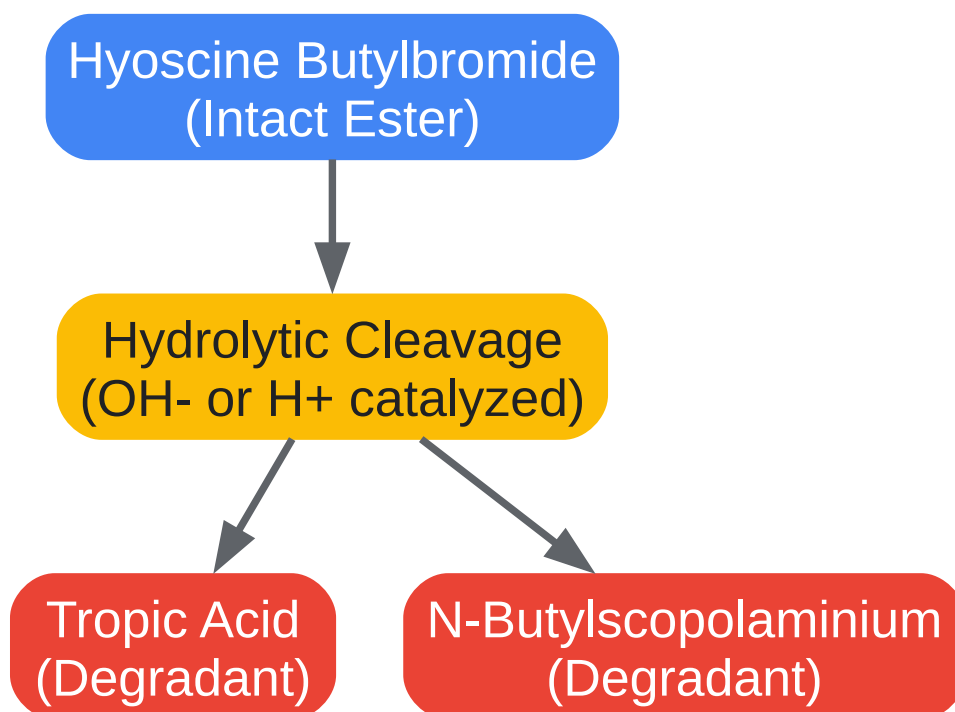 Hyoscine Butylbromide
(Intact Ester)
Hydrolytic Cleavage
(OH- or H+ catalyzed)
Tropic Acid
(Degradant)
N-Butylscopolaminium
(Degradant)